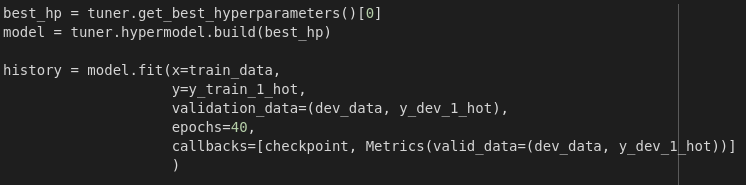 best_hp = tuner.get_best_hyperparameters()[0]
model = tuner.hypermodel.build(best_hp)
history = model.fit(x=train_data,
y=y_train_1_hot,
validation_data=(dev_data, y_dev_1_hot),
epochs=40,
callbacks=[checkpoint, Metrics(valid_data=(dev_data, y_dev_1_hot))]
)